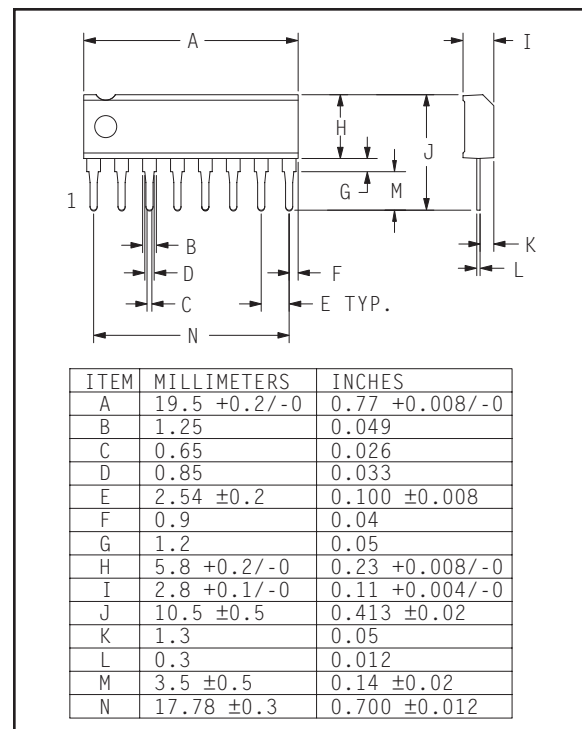 A
I
H
J
G
M
1
B
K
D
F
L
C
E TYP.
N
ITEM MILLIMETERS INCHES
A 19.5 +0.2/-0 0.77 +0.008/-0
B 1.25 0.049
C 0.65 0.026
D 0.85 0.033
E 2.54 ±0.2 0.100 ±0.008
F 0.9 0.04
G 1.2 0.05
H 5.8 +0.2/-0 0.23 +0.008/-0
I 2.8 +0.1/-0 0.11 +0.004/-0
J 10.5 ±0.5 0.413 ±0.02
K 1.3 0.05
L 0.3 0.012
M 3.5 ±0.5 0.14 ±0.02
N 17.78 ±0.3 0.700 ±0.012